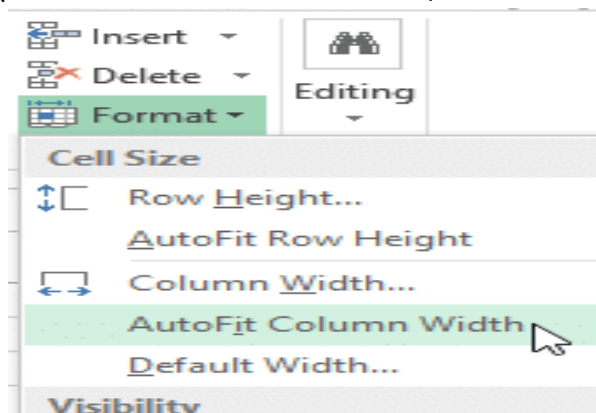 Insert
Delete
Editing
Format
Cell Size
Row Height...
AutoFit Row Height
Column Width...
AutoFit Column Width
Default Width...
Visibility